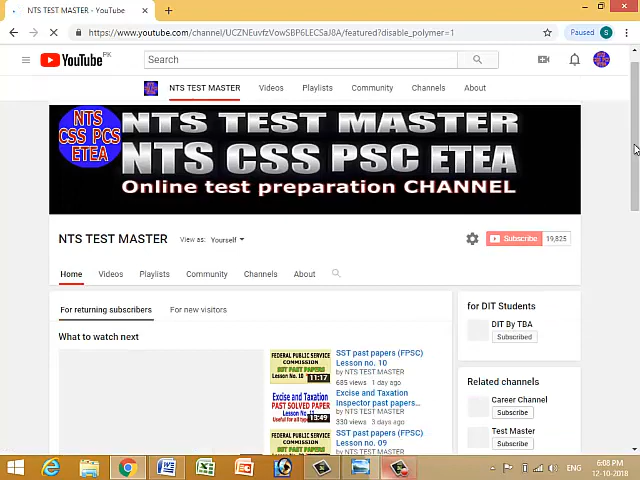 NTS TEST MASTER - YouTube
https://www.youtube.com/channel/UCZNEuvfzVowSBP6LECSaJ8A/featured?disable_polymer=1
Paused
S
YouTube PK
Search
NTS TEST MASTER Videos Playlists Community Channels About
NTS
CSS PCS
ETEA
NTS TEST MASTER
NTS CSS PSC ETEA
Online test preparation CHANNEL
NTS TEST MASTER
View as: Yourself
Subscribe 19,825
Home Videos Playlists Community Channels About
For returning subscribers For new visitors
What to watch next
FEDERAL PUBLIC SERVICE
COMMISSION
SST PAST PAPERS
Lesson no. 10
11:17
SST past papers (FPSC)
Lesson no. 10
by NTS TEST MASTER
685 views 1 day ago
Excise and Taxation
PAST SOLVED PAPER
13:49
Excise and Taxation
Inspector past papers...
by NTS TEST MASTER
330 views 3 days ago
FEDERAL PUBLIC SERVICE
COMMISSION
SST PAST PAPERS
SST past papers (FPSC)
Lesson no. 09
by NTS TEST MASTER
for DIT Students
DIT By TBA
Subscribed
Related channels
Career Channel
Subscribe
Test Master
Subscribe
ENG
6:08 PM
12-10-2018